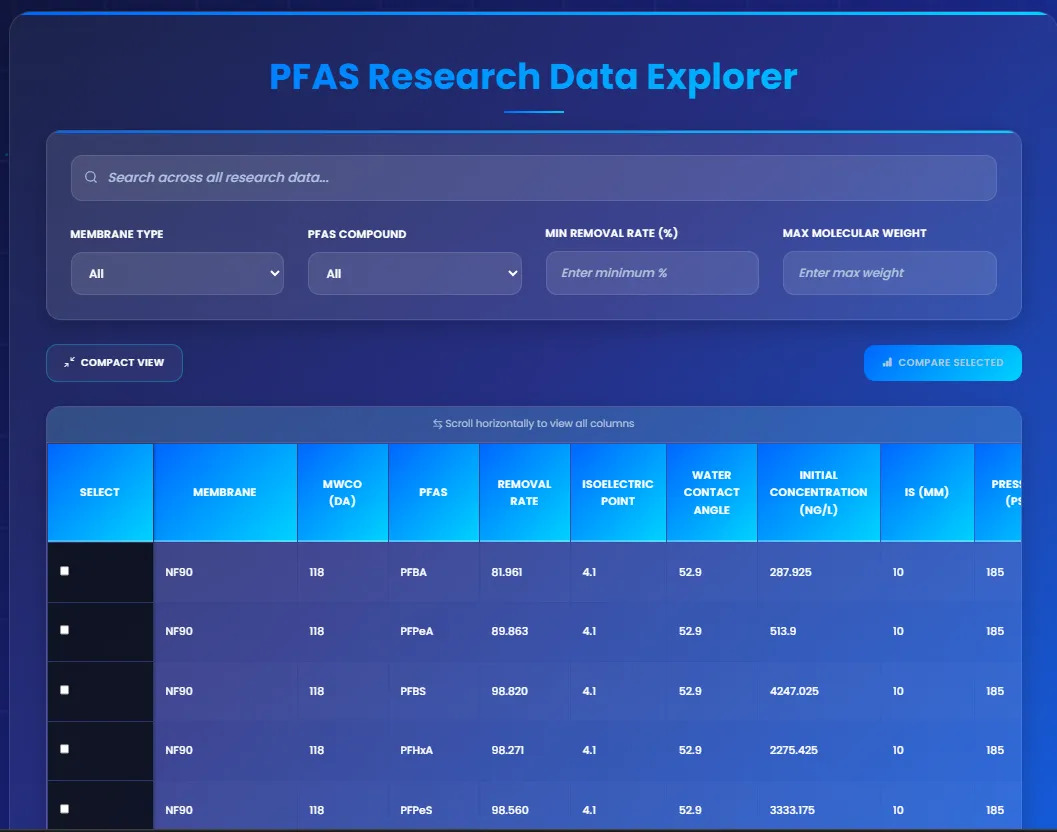 PFAS Research Data Explorer
Search across all research data...
MEMBRANE TYPE PFAS COMPOUND MIN REMOVAL RATE (%) MAX MOLECULAR WEIGHT
All All Enter minimum % Enter max weight
COMPACT VIEW COMPARE SELECTED
Scroll horizontally to view all columns
SELECT MEMBRANE MWCO (DA) PFAS REMOVAL RATE ISOELECTRIC POINT WATER CONTACT ANGLE INITIAL CONCENTRATION (NG/L) IS (MM) PRESS (PS
NF90 118 PFBA 81.961 4.1 52.9 287.925 10 185
NF90 118 PFPeA 89.863 4.1 52.9 513.9 10 185
NF90 118 PFBS 98.820 4.1 52.9 4247.025 10 185
NF90 118 PFHxA 98.271 4.1 52.9 2275.425 10 185
NF90 118 PFPeS 98.560 4.1 52.9 3333.175 10 185